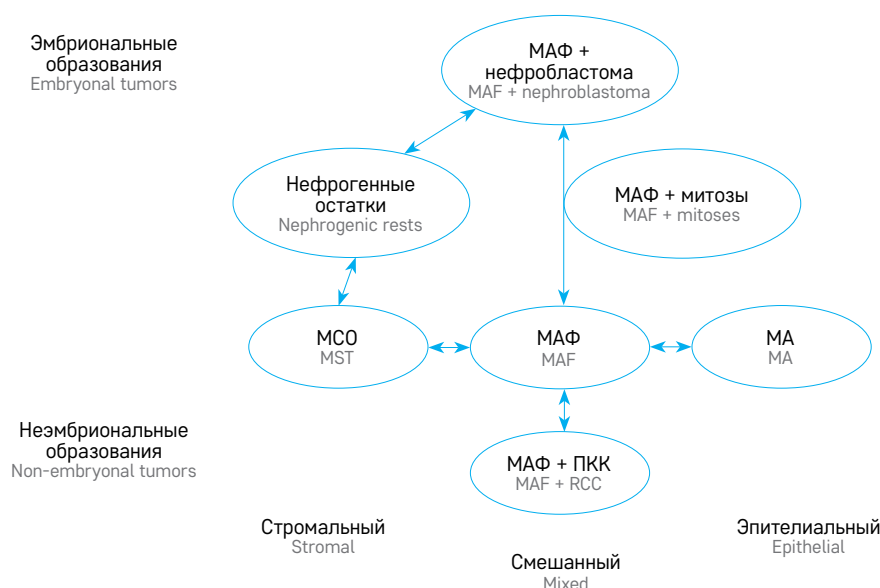 Эмбриональные
образования
Embryonal tumors
МАФ +
нефробластома
MAF + nephroblastoma
Нефрогенные
остатки
Nephrogenic rests
МАФ + митозы
MAF + mitoses
МСО
MST
МАФ
MAF
МА
MA
Неэмбриональные
образования
Non-embryonal tumors
МАФ + ПКК
MAF + RCC
Стромальный
Stromal
Смешанный
Mixed
Эпителиальный
Epithelial